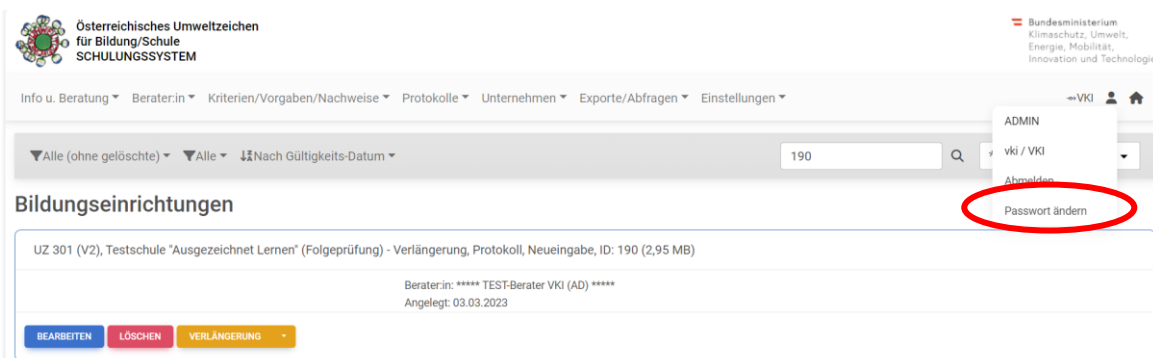 Österreichisches Umweltzeichen
für Bildung/Schule
SCHULUNGSSYSTEM
Bundesministerium
Klimaschutz, Umwelt,
Energie, Mobilität,
Innovation und Technologie
Info u. Beratung Berater:in Kriterien/Vorgaben/Nachweise Protokolle Unternehmen Exporte/Abfragen Einstellungen VKI
ADMIN
vki / VKI
Abmelden
Passwort ändern
Alle (ohne gelöschte) Alle Nach Gültigkeits-Datum 190
Bildungseinrichtungen
UZ 301 (V2), Testschule "Ausgezeichnet Lernen" (Folgeprüfung) - Verlängerung, Protokoll, Neueingabe, ID: 190 (2,95 MB)
Berater:in: ***** TEST-Berater VKI (AD) *****
Angelegt: 03.03.2023
BEARBEITEN LÖSCHEN VERLÄNGERUNG